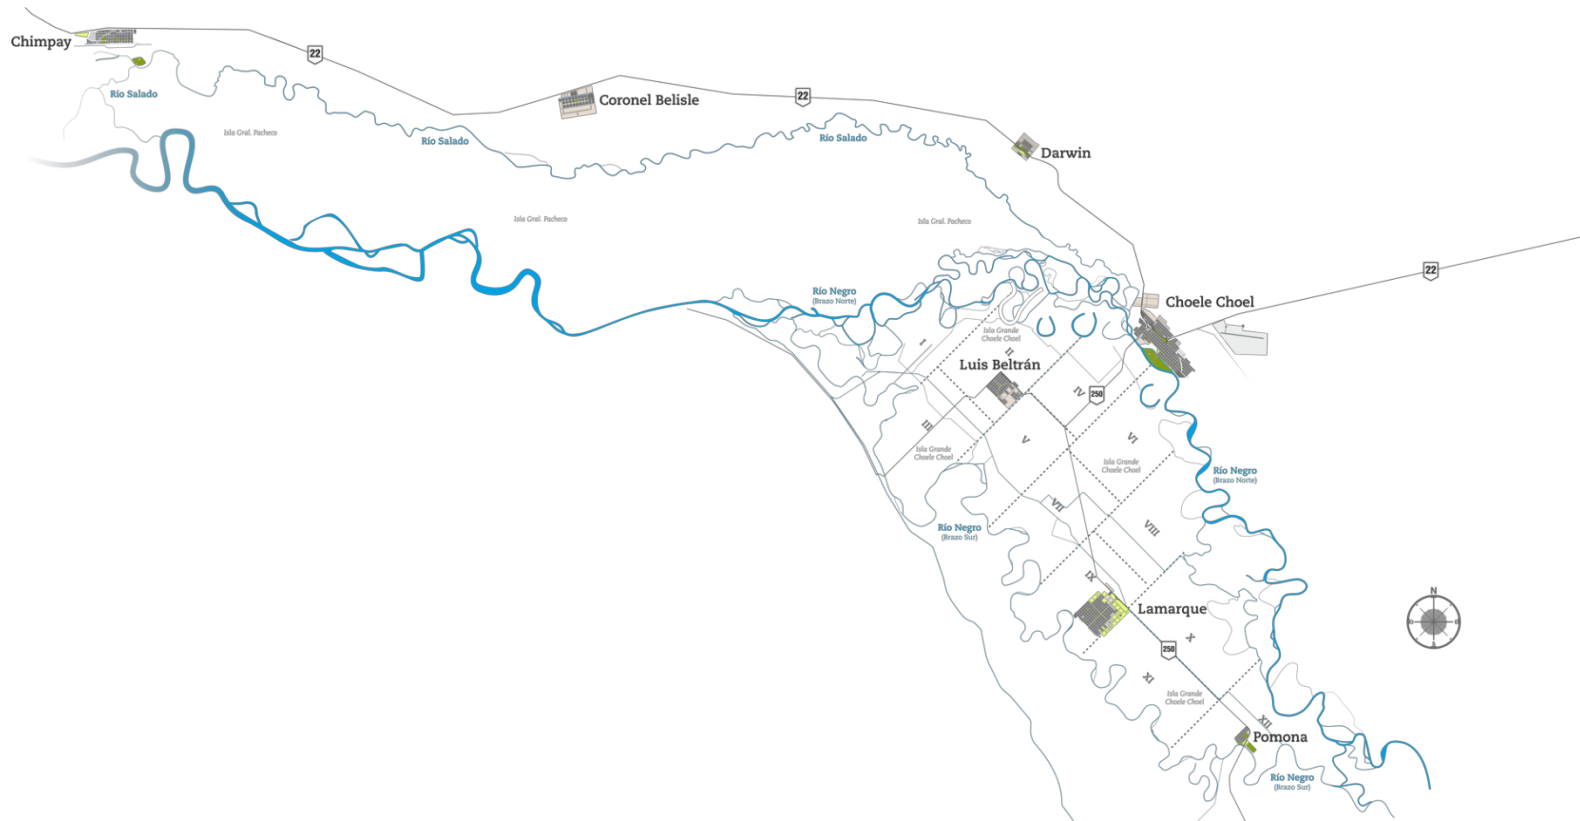 22
Chimpay
Río Salado
Coronel Belisle
22
Isla Gral. Pacheco
Río Salado
Río Salado
Darwin
Isla Gral. Pacheco
Isla Gral. Pacheco
22
Río Negro
(Brazo Norte)
Choele Choel
Isla Grande
Choele Choel
I
II
Luis Beltrán
IV
250
III
V
VI
Isla Grande
Choele Choel
Isla Grande
Choele Choel
Río Negro
(Brazo Norte)
VII
Río Negro
(Brazo Sur)
VIII
IX
N
E
S
Lamarque
X
250
XI
Isla Grande
Choele Choel
XII
Pomona
Río Negro
(Brazo Sur)